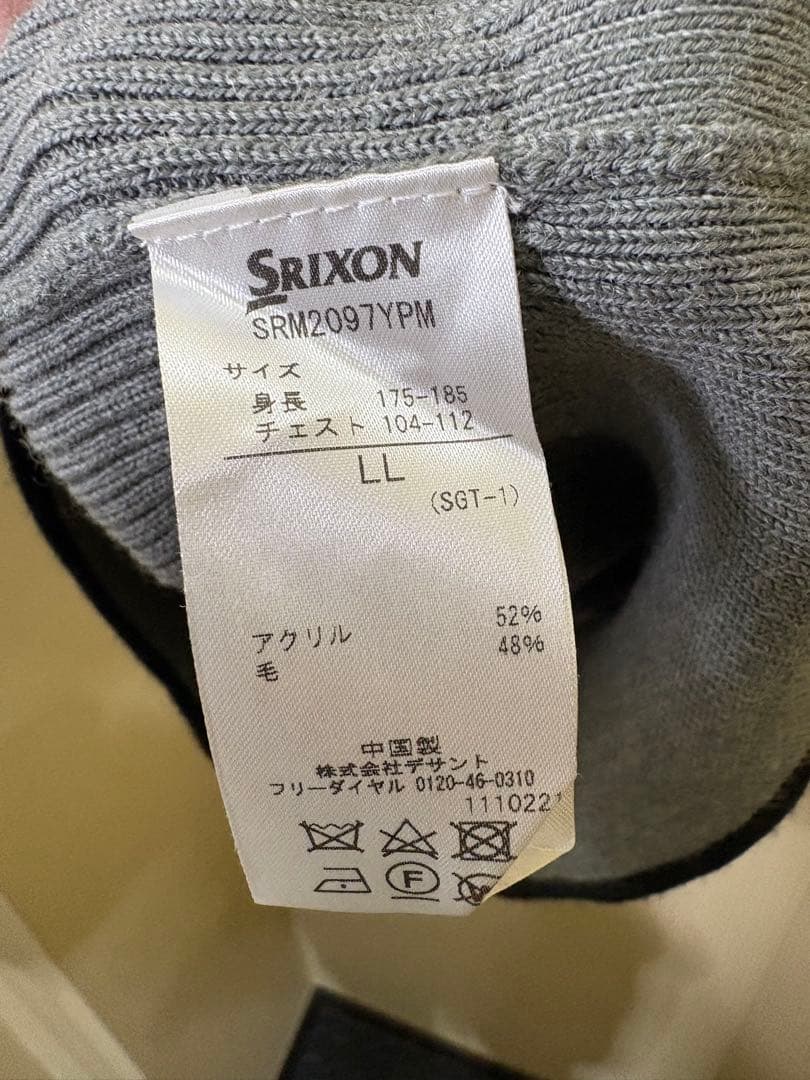 SRIXON
SRM2097YPM
サイズ
身長 175-185
チェスト 104-112
LL
(SGT-1)
アクリル 52%
毛 48%
中国製
株式会社デサント
フリーダイヤル 0120-46-0310
1110221
F